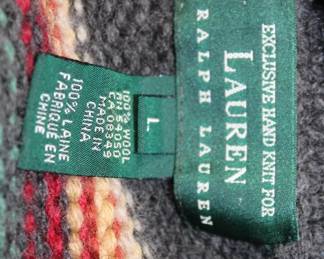 EXCLUSIVE HAND KNIT FOR
LAUREN
RALPH LAUREN
L
100% WOOL
RN 54050
CA 08349
MADE IN
CHINA
100% LAINE
FABRIQUE EN
CHINE